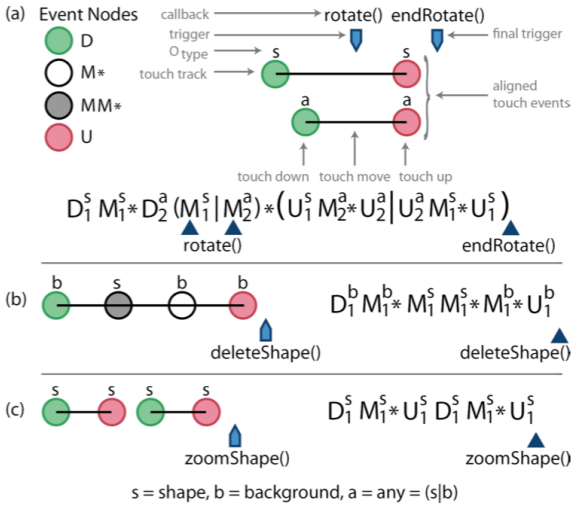 (a) Event Nodes
D
M*
MM*
U
callback rotate() endRotate()
trigger final trigger
O type s s
touch track
a a
aligned
touch events
touch down touch move touch up
D₁ˢ M₁ˢ* D₂ᵃ (M₁ˢ|M₂ᵃ)* (U₁ˢ M₂ᵃ* U₂ᵃ|U₂ᵃ M₁ˢ* U₁ˢ)
rotate() endRotate()
(b) b s b b D₁ᵇ M₁ᵇ* M₁ˢ M₁ˢ* M₁ᵇ* U₁ᵇ
deleteShape() deleteShape()
(c) s s s s D₁ˢ M₁ˢ* U₁ˢ D₁ˢ M₁ˢ* U₁ˢ
zoomShape() zoomShape()
s = shape, b = background, a = any = (s|b)